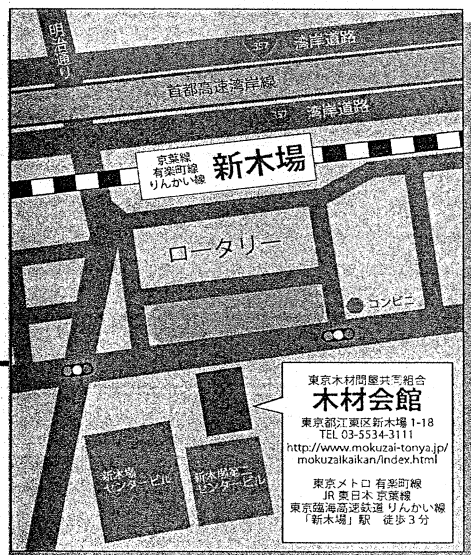 明治通り
357 湾岸道路
首都高速湾岸線
357 湾岸道路
京葉線
有楽町線
りんかい線
新木場
ロータリー
コンビニ
東京木材問屋共同組合
木材会館
東京都江東区新木場 1-18
TEL 03-5534-3111
http://www.mokuzai-tonya.jp/
mokuzaikaikan/index.html
東京メトロ 有楽町線
JR 東日本 京葉線
東京臨海高速鉄道 りんかい線
「新木場」駅 徒歩 3 分
新木場
センタービル
新木場第二
センタービル